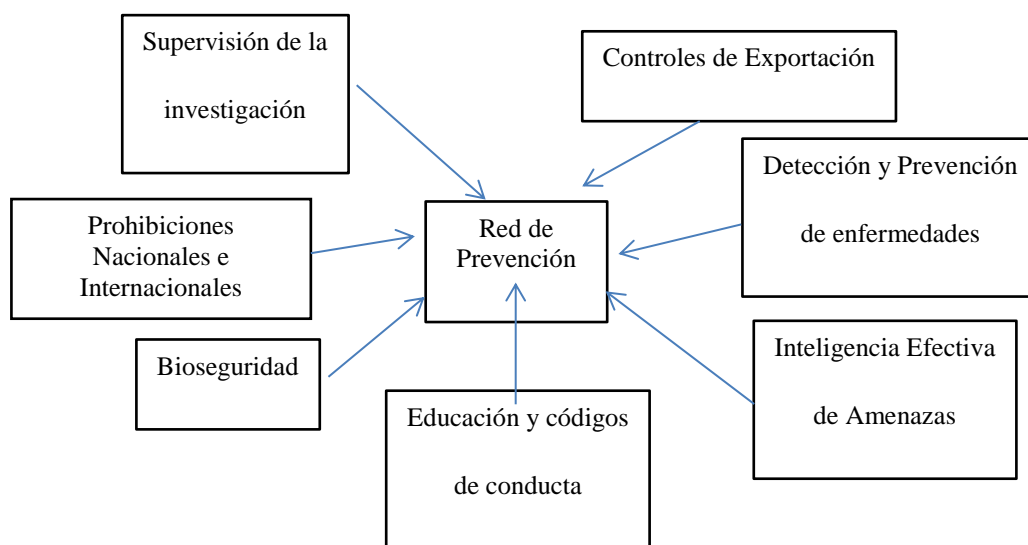 Supervisión de la
investigación
Controles de Exportación
Detección y Prevención
de enfermedades
Prohibiciones
Nacionales e
Internacionales
Red de
Prevención
Bioseguridad
Inteligencia Efectiva
de Amenazas
Educación y códigos
de conducta